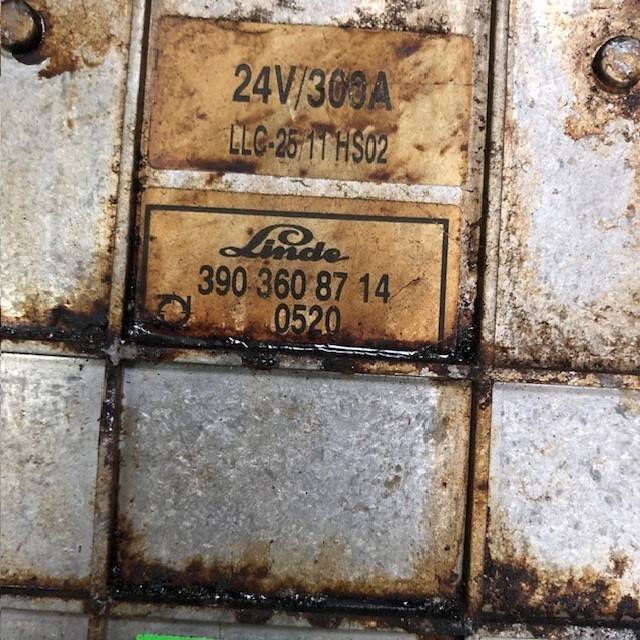 24V/300A
LLC-25/11 HS02
Linde
390 360 87 14
0520